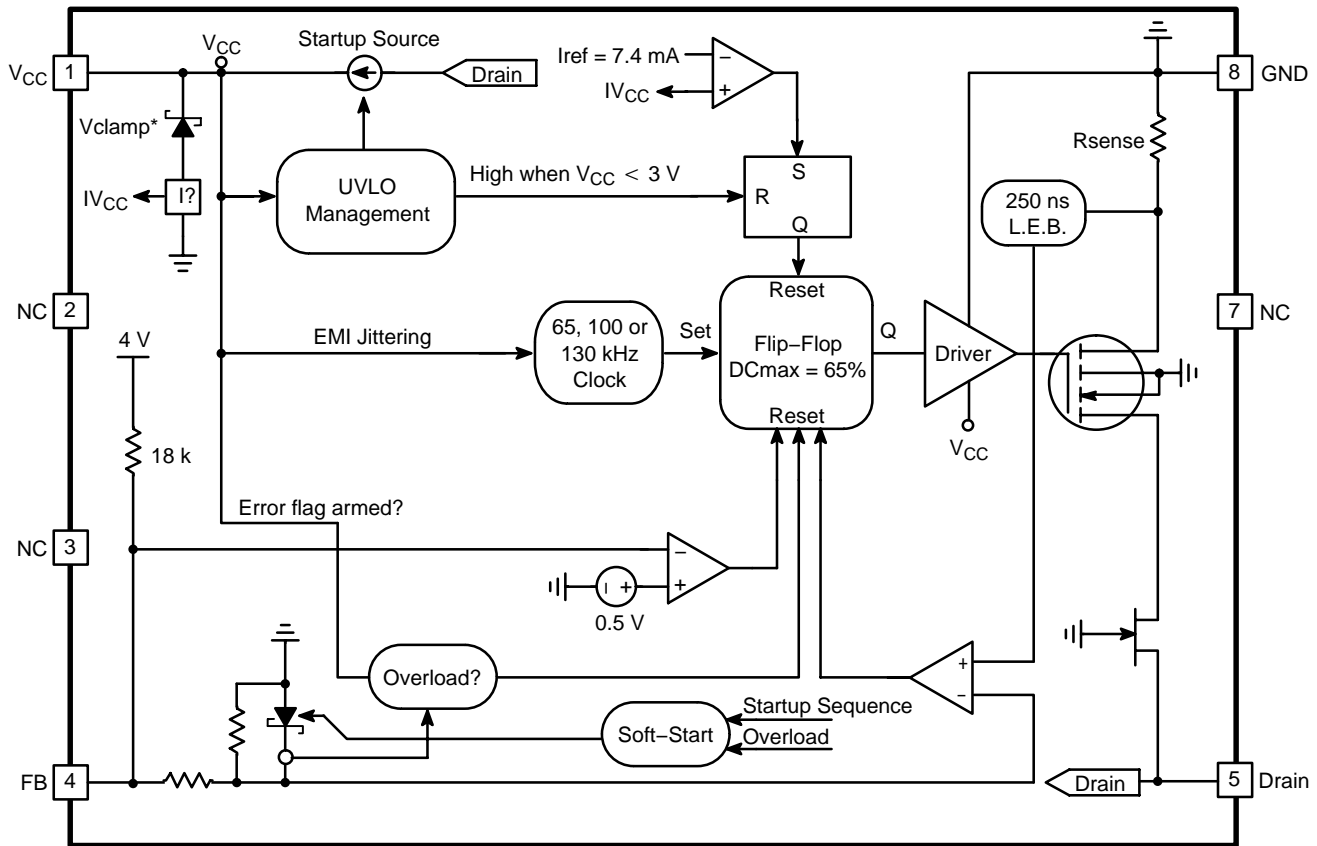 Startup Source
VCC
VCC 1
Drain
Iref = 7.4 mA
−
+
IVCC
8 GND
Vclamp*
Rsense
I?
IVCC
UVLO
Management
High when VCC < 3 V
S
R
Q
250 ns
L.E.B.
NC 2
7 NC
4 V
EMI Jittering
65, 100 or
130 kHz
Clock
Set
Reset
Flip−Flop
DCmax = 65%
Reset
Q
Driver
VCC
18 k
Error flag armed?
NC 3
−
+
− +
0.5 V
Overload?
+
−
Soft−Start
Startup Sequence
Overload
FB 4
Drain
5 Drain